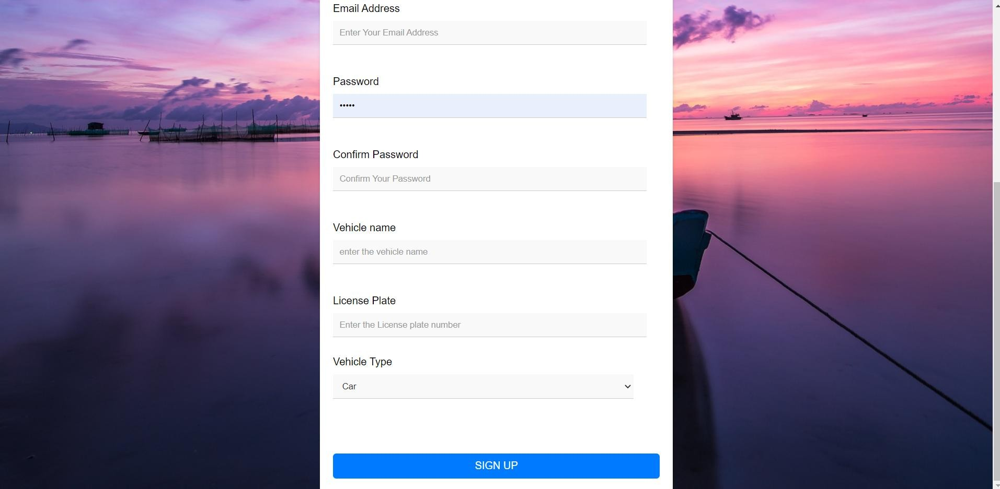 Email Address
Enter Your Email Address
Password
•••••
Confirm Password
Confirm Your Password
Vehicle name
enter the vehicle name
License Plate
Enter the License plate number
Vehicle Type
Car
SIGN UP